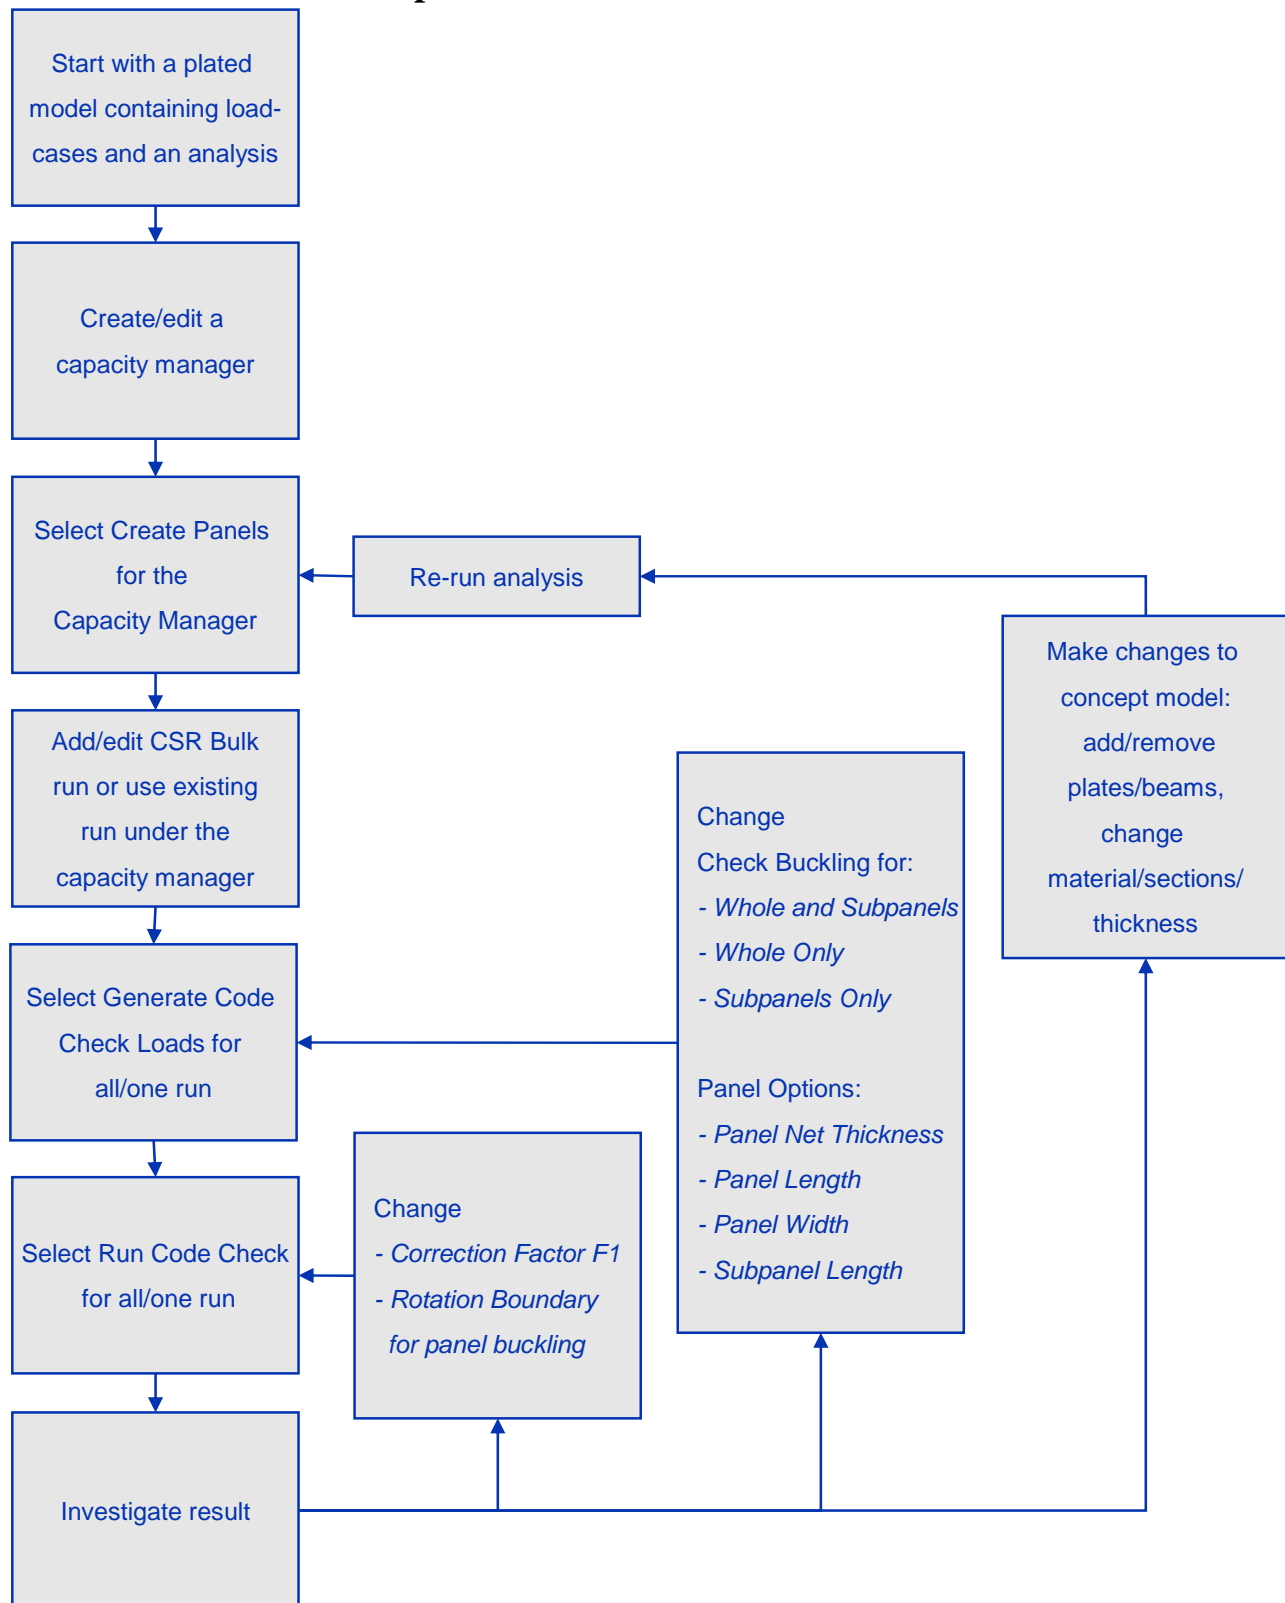 Start with a plated
model containing load-
cases and an analysis
Create/edit a
capacity manager
Select Create Panels
for the
Capacity Manager
Re-run analysis
Make changes to
concept model:
add/remove
plates/beams,
change
material/sections/
thickness
Add/edit CSR Bulk
run or use existing
run under the
capacity manager
Change
Check Buckling for:
- Whole and Subpanels
- Whole Only
- Subpanels Only
Panel Options:
- Panel Net Thickness
- Panel Length
- Panel Width
- Subpanel Length
Select Generate Code
Check Loads for
all/one run
Change
- Correction Factor F1
- Rotation Boundary
for panel buckling
Select Run Code Check
for all/one run
Investigate result